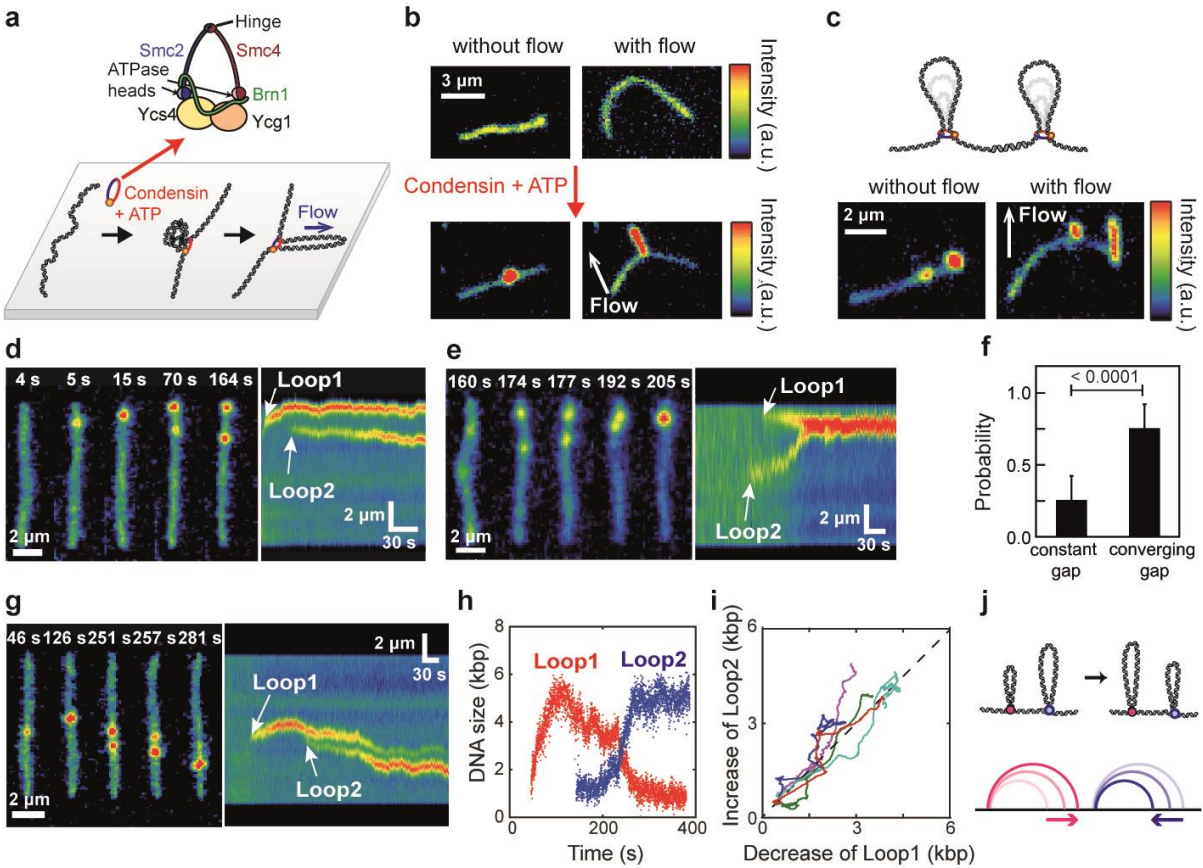 a
Hinge
Smc2
Smc4
ATPase
heads
Brn1
Ycs4
Ycg1
Condensin
+ ATP
Flow
b
without flow
with flow
3 µm
Intensity (a.u.)
Condensin + ATP
Flow
Intensity (a.u.)
c
without flow
with flow
2 µm
Flow
Intensity (a.u.)
d
4 s 5 s 15 s 70 s 164 s
2 µm
Loop1
Loop2
2 µm
30 s
e
160 s 174 s 177 s 192 s 205 s
2 µm
Loop1
Loop2
2 µm
30 s
f
< 0.0001
1.0
0.5
0.0
Probability
constant
gap
converging
gap
g
46 s 126 s 251 s 257 s 281 s
2 µm
Loop1
Loop2
2 µm
30 s
h
Loop1
Loop2
8
6
4
2
0
DNA size (kbp)
0 200 400
Time (s)
i
6
3
0
Increase of Loop2 (kbp)
0 3 6
Decrease of Loop1 (kbp)
j